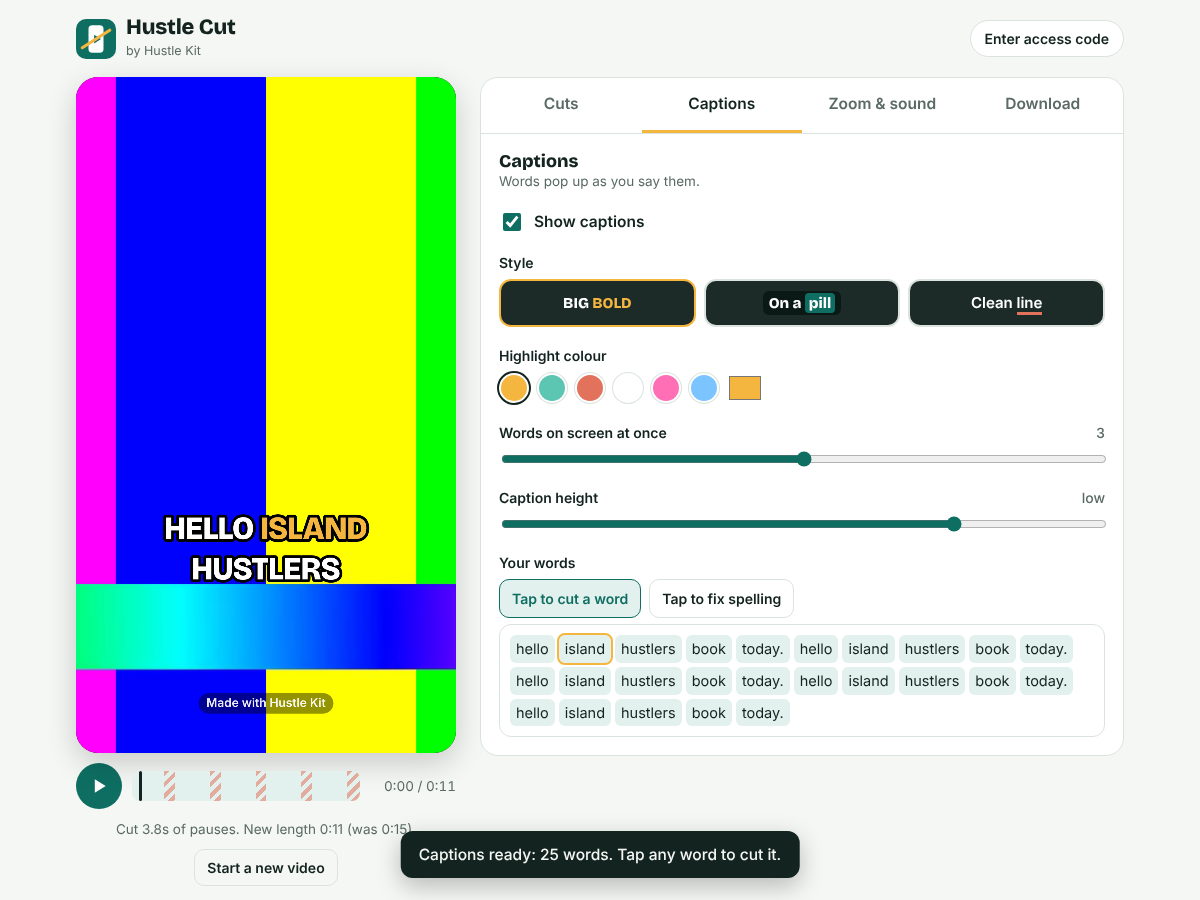 Hustle Cut
by Hustle Kit
Enter access code
HELLO ISLAND
HUSTLERS
Made with Hustle Kit
0:00 / 0:11
Cut 3.8s of pauses. New length 0:11 (was 0:15)
Start a new video
Cuts Captions Zoom & sound Download
Captions
Words pop up as you say them.
Show captions
Style
BIG BOLD On a pill Clean line
Highlight colour
Words on screen at once 3
Caption height low
Your words
Tap to cut a word Tap to fix spelling
hello island hustlers book today. hello island hustlers book today.
hello island hustlers book today. hello island hustlers book today.
hello island hustlers book today.
Captions ready: 25 words. Tap any word to cut it.